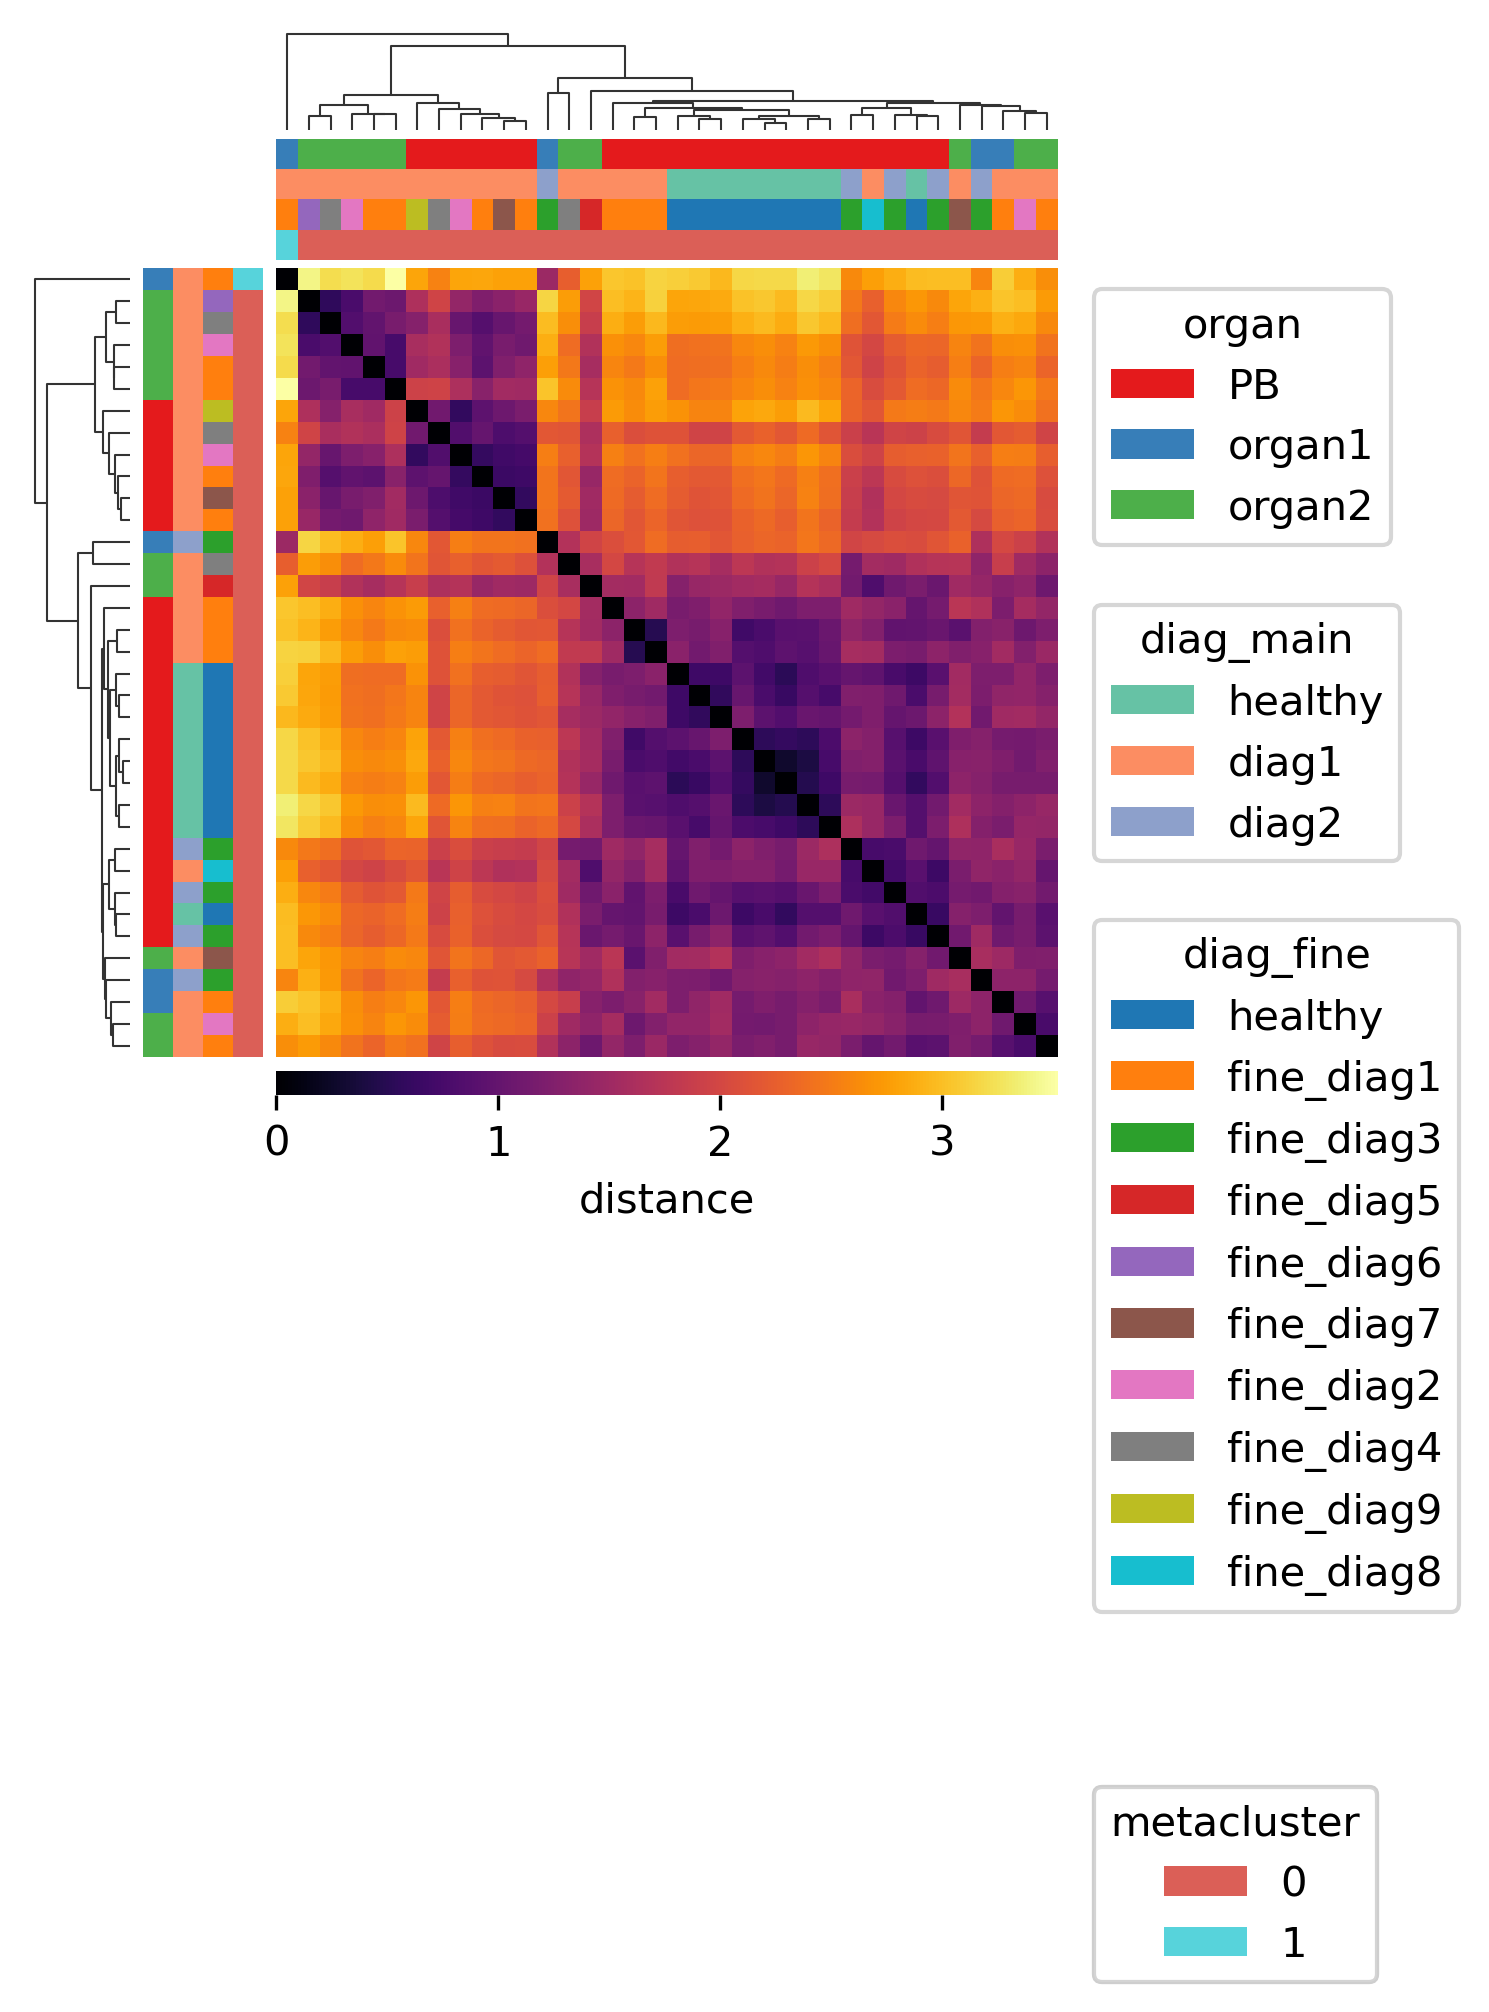 organ
PB
organ1
organ2
diag_main
healthy
diag1
diag2
diag_fine
healthy
fine_diag1
fine_diag3
fine_diag5
fine_diag6
fine_diag7
fine_diag2
fine_diag4
fine_diag9
fine_diag8
0 1 2 3
distance
metacluster
0
1